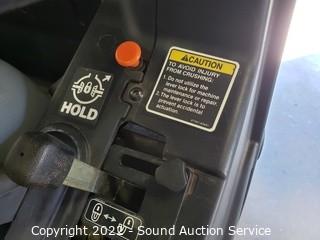 HOLD
CAUTION
TO AVOID INJURY
FROM CRUSHING:
1. Do not utilize the
lever lock for machine
maintenance or repair.
2. The lever lock is to
prevent accidental
actuation.
Copyright 2022 - Sound Auction Service